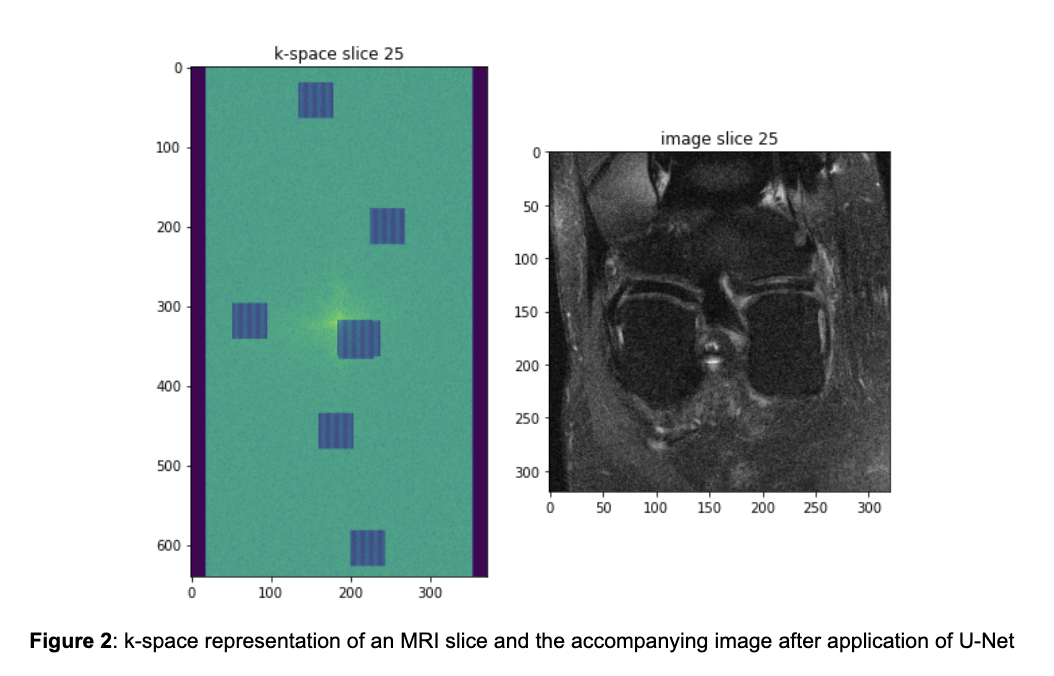 k-space slice 25
0
100
200
300
400
500
600
0 100 200 300
image slice 25
0
50
100
150
200
250
300
0 50 100 150 200 250 300
Figure 2: k-space representation of an MRI slice and the accompanying image after application of U-Net